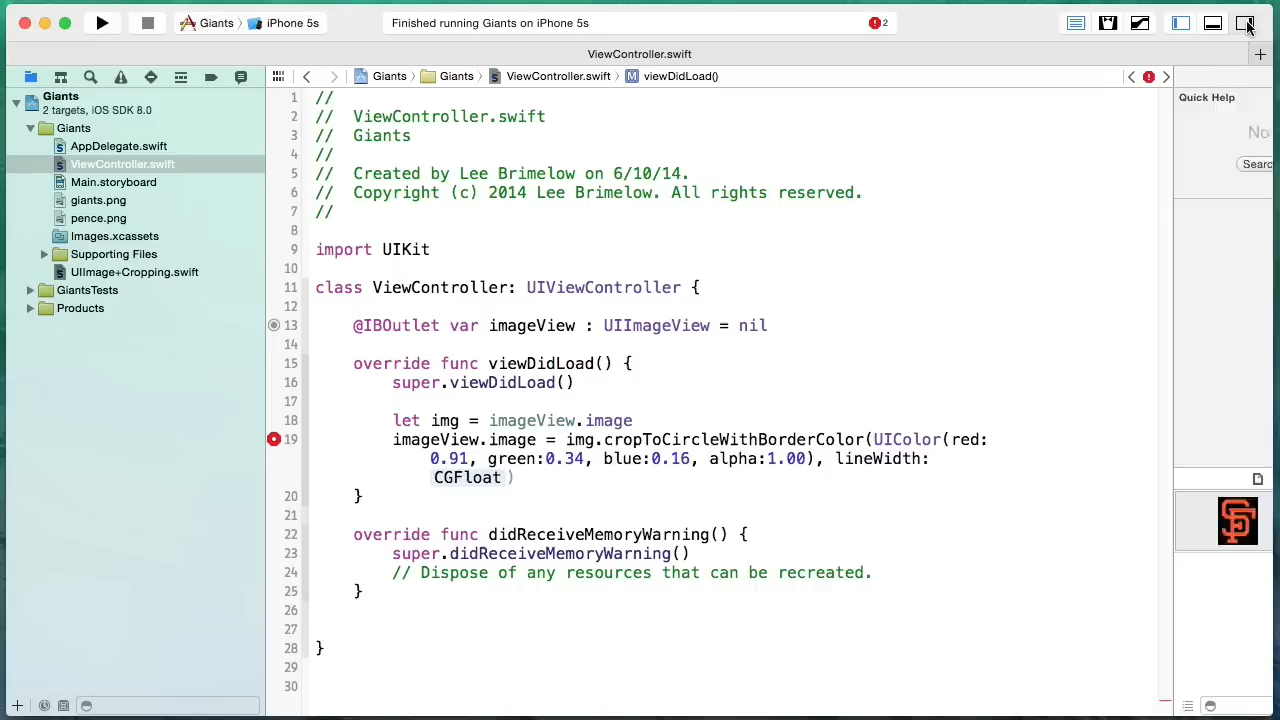 Giants
iPhone 5s
Finished running Giants on iPhone 5s
2
ViewController.swift
Giants
Giants
ViewController.swift
M
viewDidLoad()
Giants
2 targets, iOS SDK 8.0
Giants
AppDelegate.swift
ViewController.swift
Main.storyboard
giants.png
pence.png
Images.xcassets
Supporting Files
UIImage+Cropping.swift
GiantsTests
Products
1 //
2 //  ViewController.swift
3 //  Giants
4 //
5 //  Created by Lee Brimelow on 6/10/14.
6 //  Copyright (c) 2014 Lee Brimelow. All rights reserved.
7 //
8
9 import UIKit
10
11 class ViewController: UIViewController {
12
13     @IBOutlet var imageView : UIImageView = nil
14
15     override func viewDidLoad() {
16         super.viewDidLoad()
17
18         let img = imageView.image
19         imageView.image = img.cropToCircleWithBorderColor(UIColor(red:
0.91, green:0.34, blue:0.16, alpha:1.00), lineWidth:
CGFloat)
20     }
21
22     override func didReceiveMemoryWarning() {
23         super.didReceiveMemoryWarning()
24         // Dispose of any resources that can be recreated.
25     }
26
27
28 }
29
30
Quick Help
No
Searc
SF